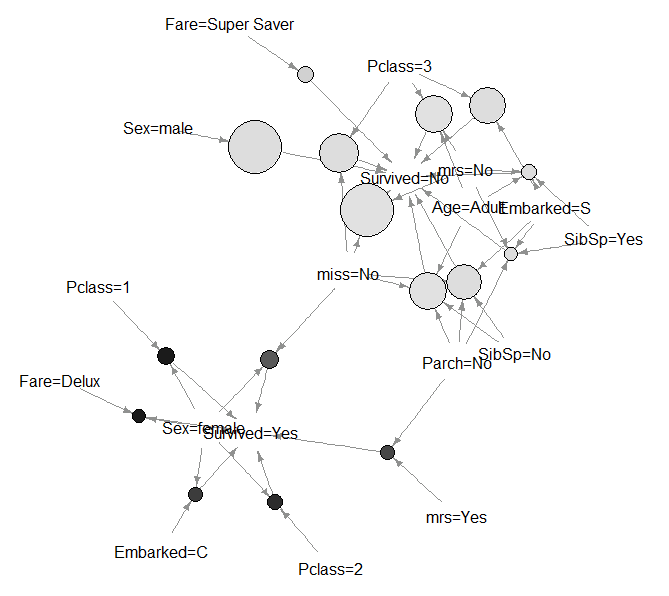 Fare=Super Saver
Pclass=3
Sex=male
mrs=No
Survived=No
Age=Adult
Embarked=S
SibSp=Yes
miss=No
Pclass=1
SibSp=No
Parch=No
Fare=Delux
Sex=female
Survived=Yes
mrs=Yes
Embarked=C
Pclass=2